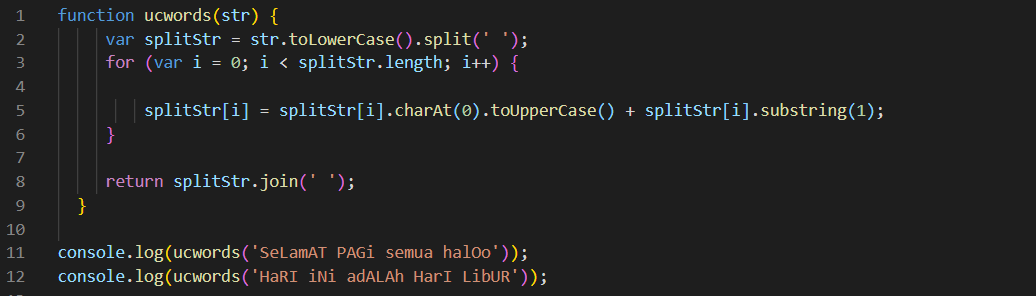 1 function ucwords(str) {
2 var splitStr = str.toLowerCase().split(' ');
3 for (var i = 0; i < splitStr.length; i++) {
4
5 splitStr[i] = splitStr[i].charAt(0).toUpperCase() + splitStr[i].substring(1);
6 }
7
8 return splitStr.join(' ');
9 }
10
11 console.log(ucwords('SeLamAT PAGi semua halOo'));
12 console.log(ucwords('HaRI iNi adALAh HarI LibUR'));